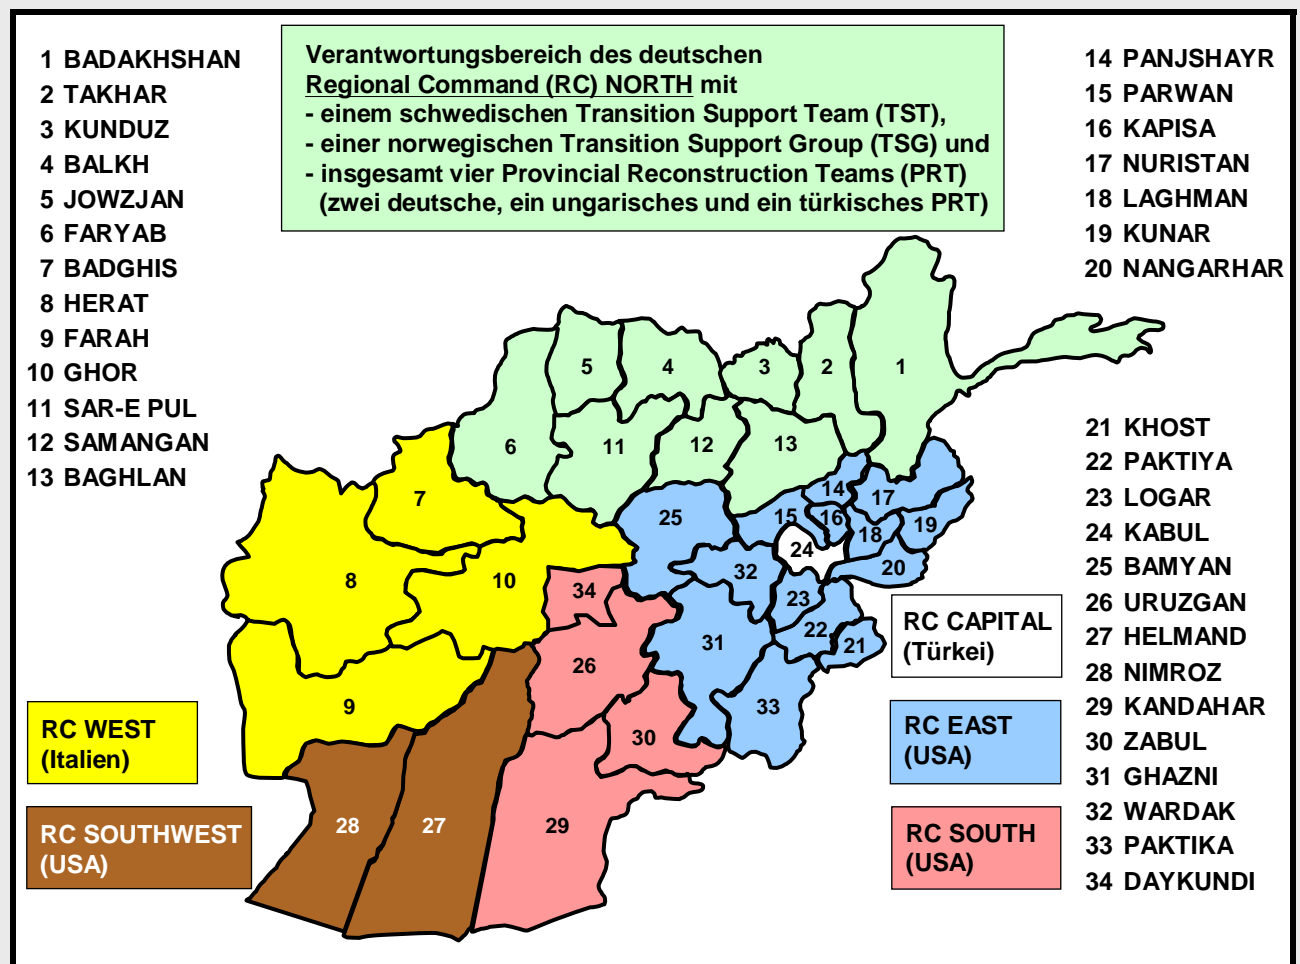 1 BADAKHSHAN
2 TAKHAR
3 KUNDUZ
4 BALKH
5 JOWZJAN
6 FARYAB
7 BADGHIS
8 HERAT
9 FARAH
10 GHOR
11 SAR-E PUL
12 SAMANGAN
13 BAGHLAN
Verantwortungsbereich des deutschen
Regional Command (RC) NORTH mit
- einem schwedischen Transition Support Team (TST),
- einer norwegischen Transition Support Group (TSG) und
- insgesamt vier Provincial Reconstruction Teams (PRT)
(zwei deutsche, ein ungarisches und ein türkisches PRT)
14 PANJSHAYR
15 PARWAN
16 KAPISA
17 NURISTAN
18 LAGHMAN
19 KUNAR
20 NANGARHAR
21 KHOST
22 PAKTIYA
23 LOGAR
24 KABUL
25 BAMYAN
26 URUZGAN
27 HELMAND
28 NIMROZ
29 KANDAHAR
30 ZABUL
31 GHAZNI
32 WARDAK
33 PAKTIKA
34 DAYKUNDI
5
4
3
2
1
6
11
12
13
7
14
17
25
15
16
19
18
24
20
8
10
34
32
23
22
21
31
26
9
33
30
28
27
29
RC WEST
(Italien)
RC SOUTHWEST
(USA)
RC CAPITAL
(Türkei)
RC EAST
(USA)
RC SOUTH
(USA)